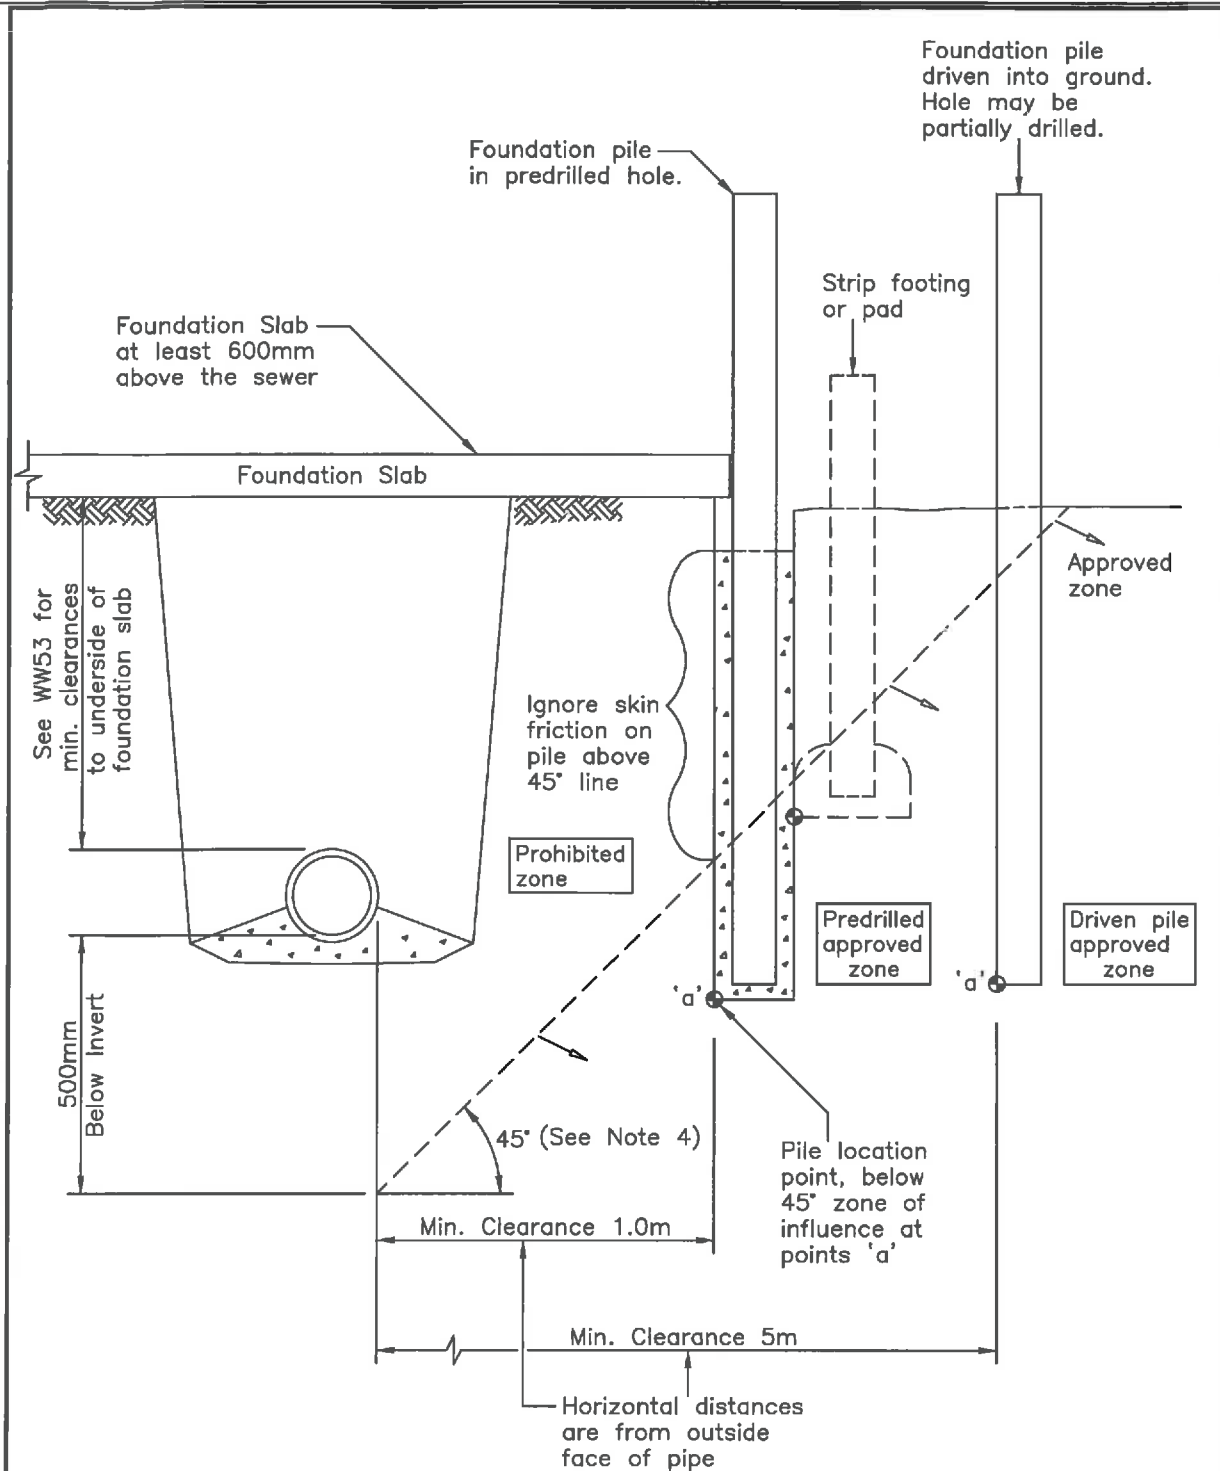 Foundation pile
driven into ground.
Hole may be
partially drilled.
Foundation pile
in predrilled hole.
Strip footing
or pad
Foundation Slab
at least 600mm
above the sewer
Foundation Slab
Approved
zone
See WW53 for
min. clearances
to underside of
foundation slab
Ignore skin
friction on
pile above
45° line
Prohibited
zone
Predrilled
approved
zone
Driven pile
approved
zone
'a'
'a'
500mm
Below Invert
45° (See Note 4)
Pile location
point, below
45° zone of
influence at
points 'a'
Min. Clearance 1.0m
Min. Clearance 5m
Horizontal distances
are from outside
face of pipe